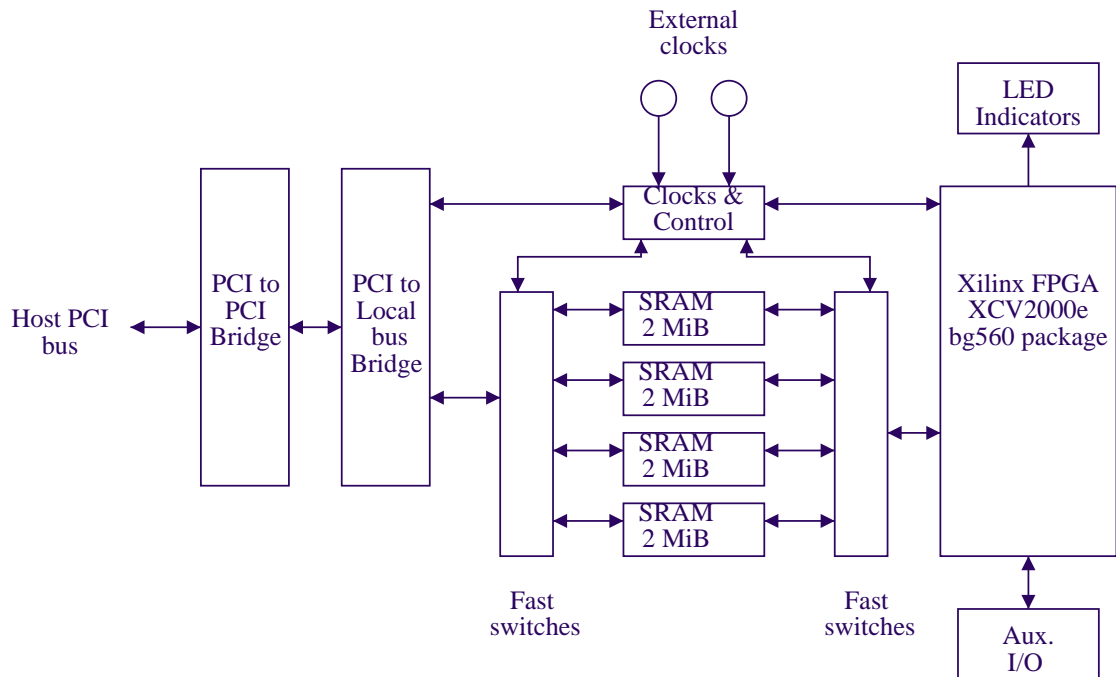 External
clocks
LED
Indicators
Clocks &
Control
Host PCI
bus
PCI to
PCI
Bridge
PCI to
Local
bus
Bridge
SRAM
2 MiB
SRAM
2 MiB
SRAM
2 MiB
SRAM
2 MiB
Xilinx FPGA
XCV2000e
bg560 package
Fast
switches
Fast
switches
Aux.
I/O